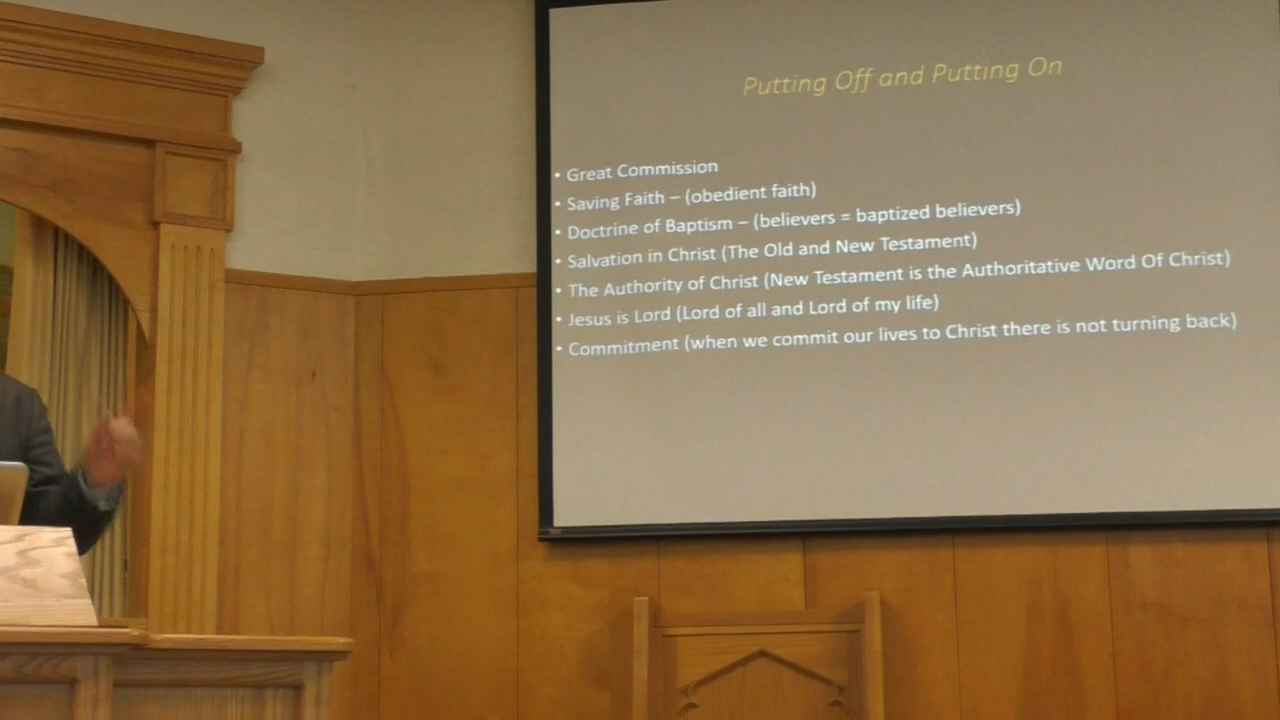 Putting Off and Putting On
• Great Commission
• Saving Faith – (obedient faith)
• Doctrine of Baptism – (believers = baptized believers)
• Salvation in Christ (The Old and New Testament)
• The Authority of Christ (New Testament is the Authoritative Word Of Christ)
• Jesus is Lord (Lord of all and Lord of my life)
• Commitment (when we commit our lives to Christ there is not turning back)